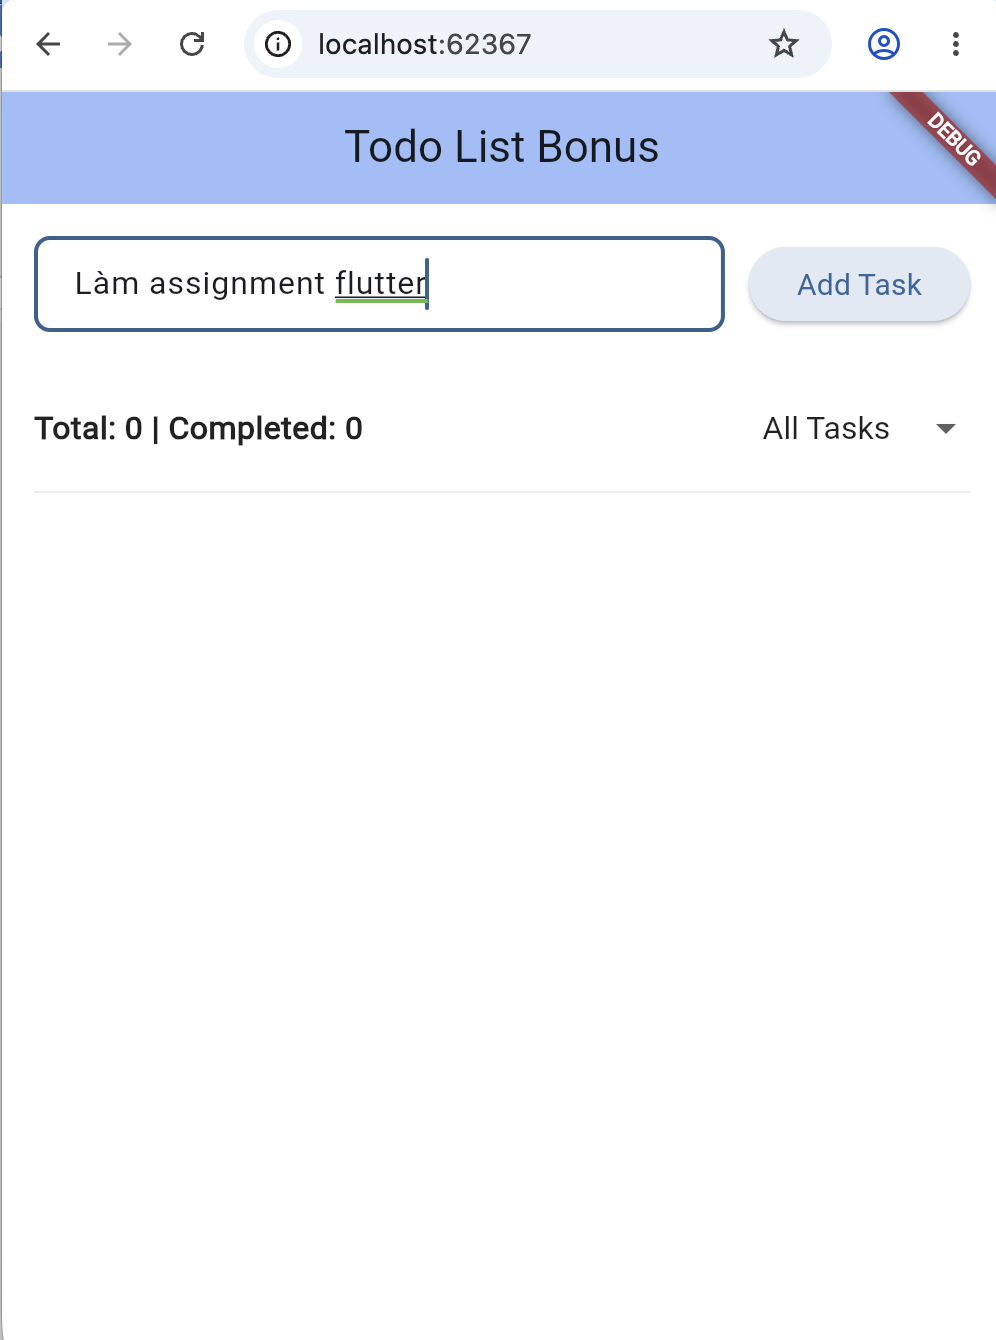 localhost:62367
Todo List Bonus
DEBUG
Làm assignment flutter
Add Task
Total: 0 | Completed: 0
All Tasks